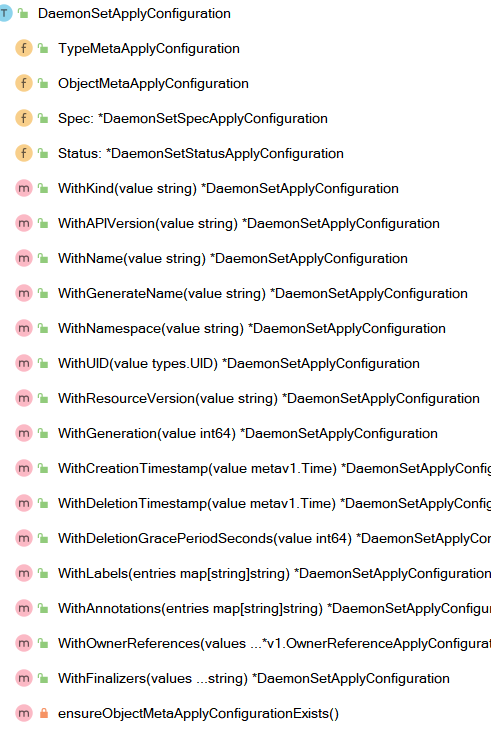 T DaemonSetApplyConfiguration
f TypeMetaApplyConfiguration
f ObjectMetaApplyConfiguration
f Spec: *DaemonSetSpecApplyConfiguration
f Status: *DaemonSetStatusApplyConfiguration
m WithKind(value string) *DaemonSetApplyConfiguration
m WithAPIVersion(value string) *DaemonSetApplyConfiguration
m WithName(value string) *DaemonSetApplyConfiguration
m WithGenerateName(value string) *DaemonSetApplyConfiguration
m WithNamespace(value string) *DaemonSetApplyConfiguration
m WithUID(value types.UID) *DaemonSetApplyConfiguration
m WithResourceVersion(value string) *DaemonSetApplyConfiguration
m WithGeneration(value int64) *DaemonSetApplyConfiguration
m WithCreationTimestamp(value metav1.Time) *DaemonSetApplyConfig
m WithDeletionTimestamp(value metav1.Time) *DaemonSetApplyConfig
m WithDeletionGracePeriodSeconds(value int64) *DaemonSetApplyCon
m WithLabels(entries map[string]string) *DaemonSetApplyConfiguration
m WithAnnotations(entries map[string]string) *DaemonSetApplyConfigur
m WithOwnerReferences(values ...*v1.OwnerReferenceApplyConfigurat
m WithFinalizers(values ...string) *DaemonSetApplyConfiguration
m ensureObjectMetaApplyConfigurationExists()